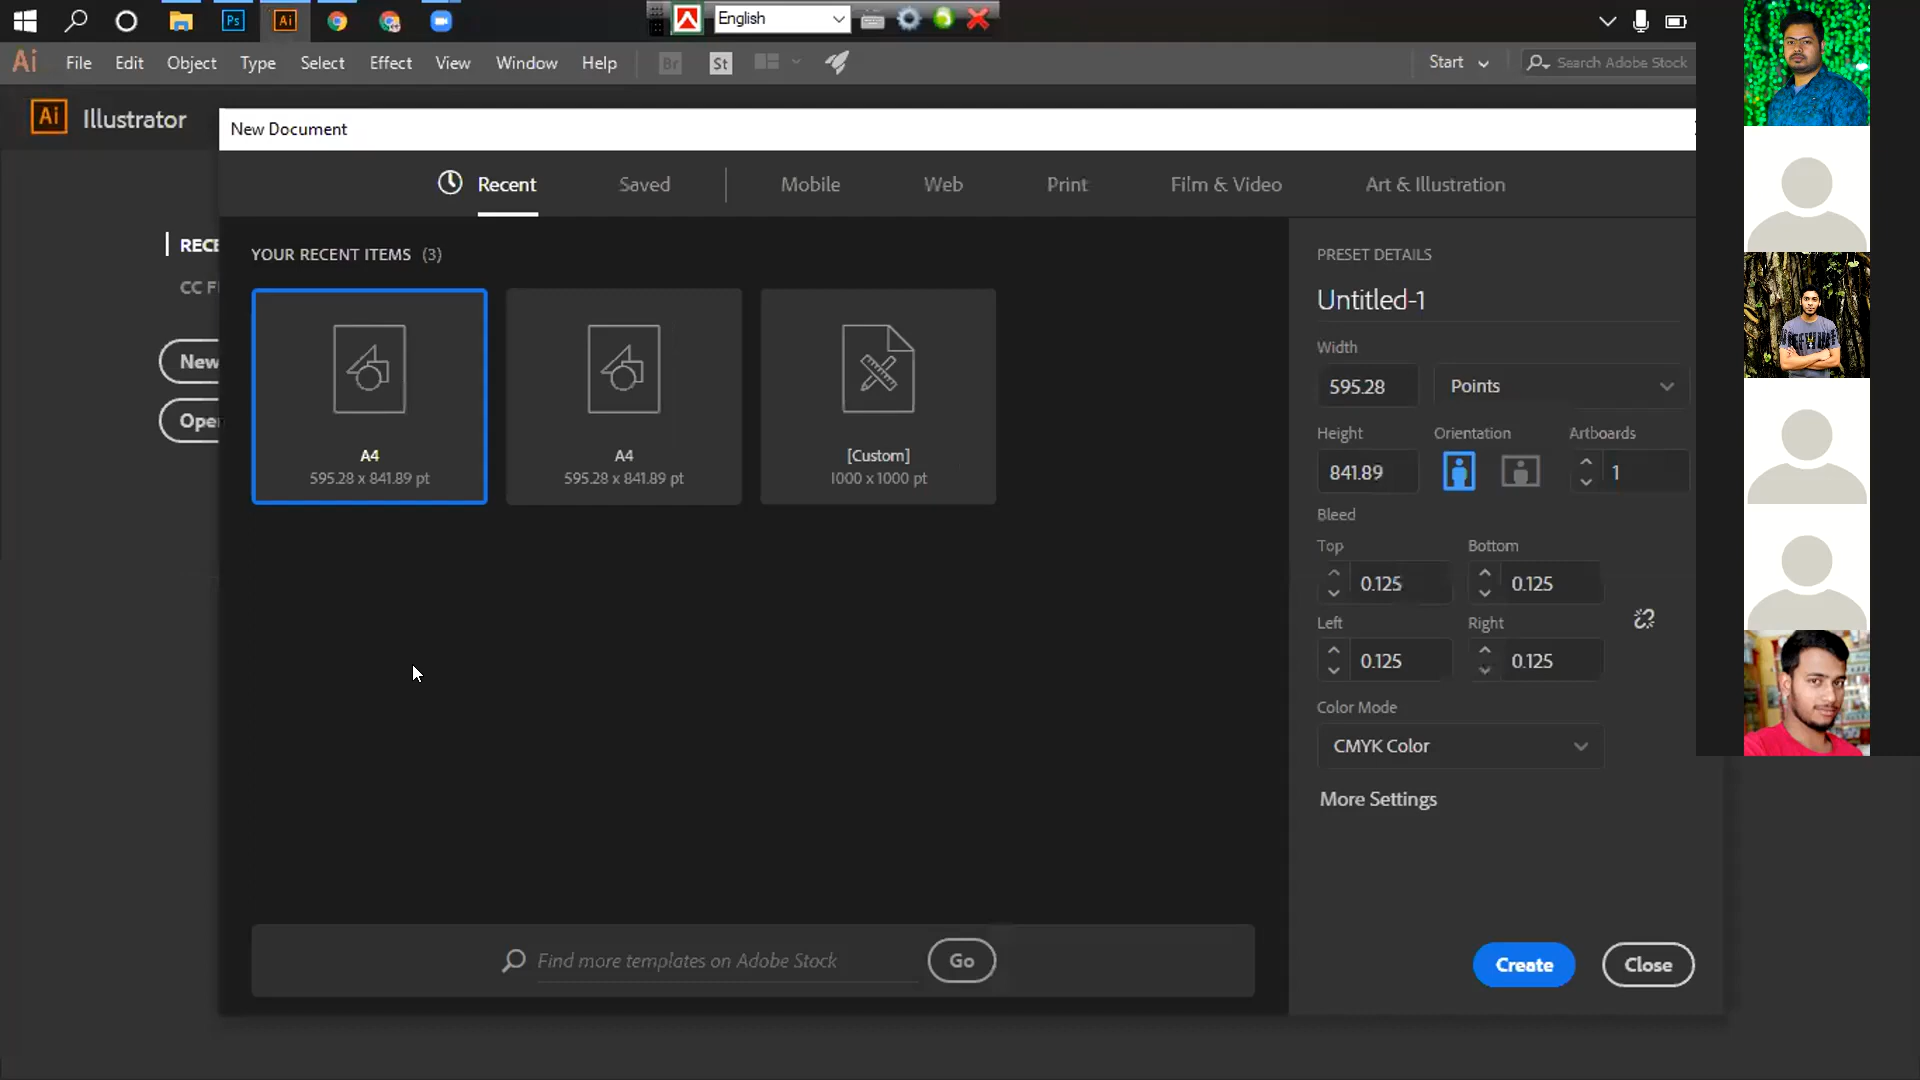 Ps
Ai
English
Ai File Edit Object Type Select Effect View Window Help Br St Start Search Adobe Stock
Ai Illustrator
New Document
Recent Saved Mobile Web Print Film & Video Art & Illustration
RECE
CC F
New
Ope
YOUR RECENT ITEMS (3)
A4
595.28 x 841.89 pt
A4
595.28 x 841.89 pt
[Custom]
1000 x 1000 pt
Find more templates on Adobe Stock
Go
PRESET DETAILS
Untitled-1
Width
595.28 Points
Height Orientation Artboards
841.89 1
Bleed
Top Bottom
0.125 0.125
Left Right
0.125 0.125
Color Mode
CMYK Color
More Settings
Create Close